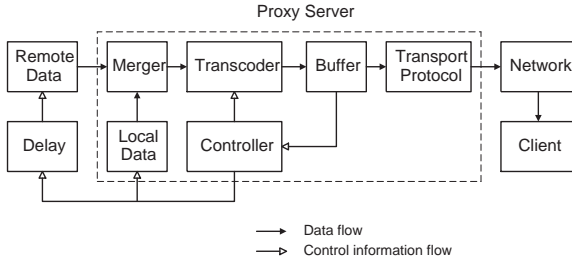 Proxy Server
Remote
Data
Merger
Transcoder
Buffer
Transport
Protocol
Network
Delay
Local
Data
Controller
Client
Data flow
Control information flow